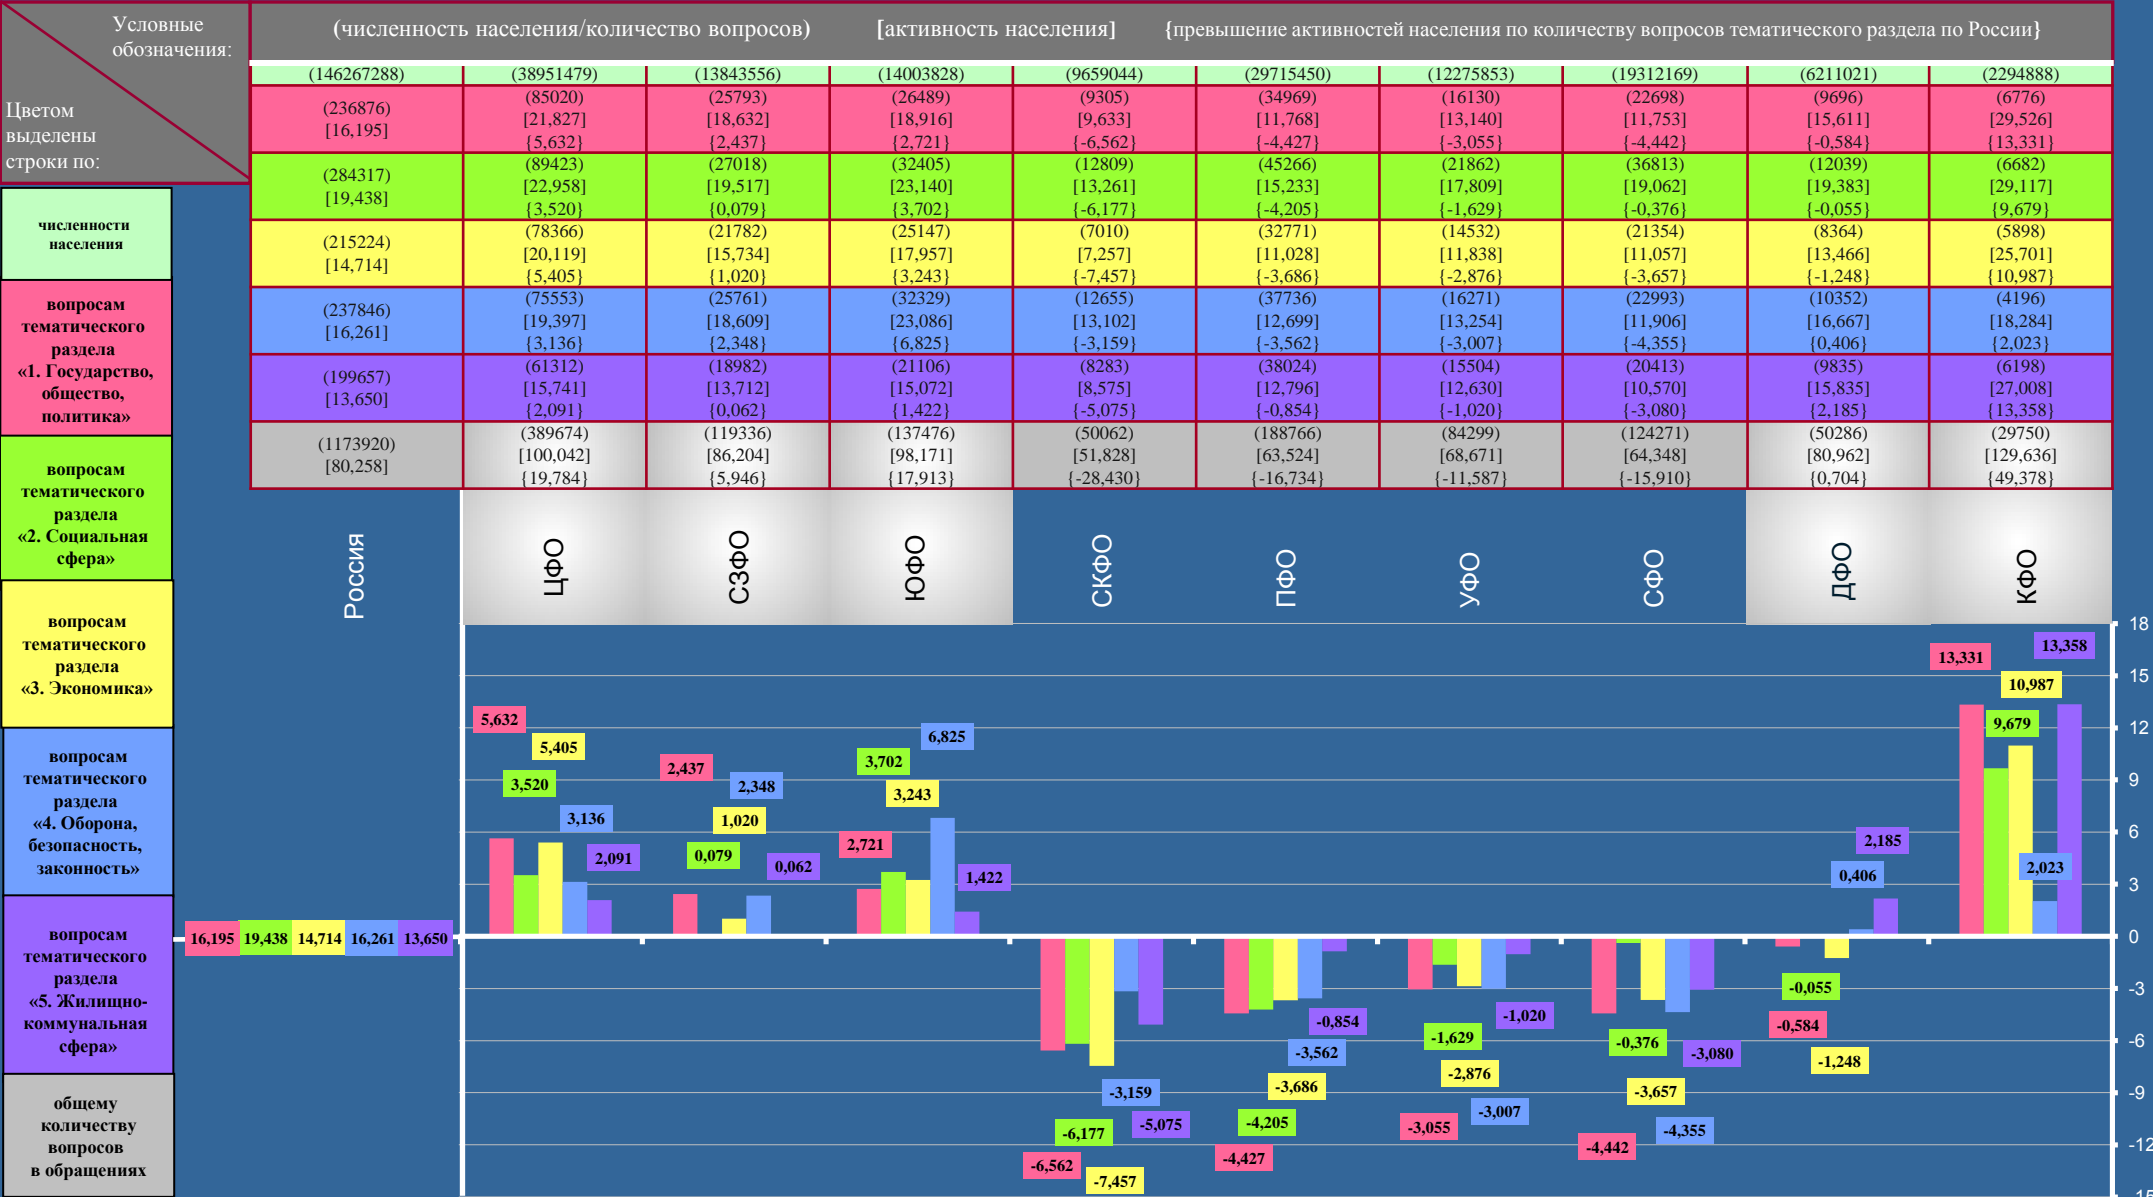 Условные
обозначения:
Цветом
выделены
строки по:
(численность населения/количество вопросов) [активность населения] {превышение активностей населения по количеству вопросов тематического раздела по России}
(146267288) (38951479) (13843556) (14003828) (9659044) (29715450) (12275853) (19312169) (6211021) (2294888)
(236876) (85020) (25793) (26489) (9305) (34969) (16130) (22698) (9696) (6776)
[16,195] [21,827] [18,632] [18,916] [9,633] [11,768] [13,140] [11,753] [15,611] [29,526]
{5,632} {2,437} {2,721} {-6,562} {-4,427} {-3,055} {-4,442} {-0,584} {13,331}
(284317) (89423) (27018) (32405) (12809) (45266) (21862) (36813) (12039) (6682)
[19,438] [22,958] [19,517] [23,140] [13,261] [15,233] [17,809] [19,062] [19,383] [29,117]
{3,520} {0,079} {3,702} {-6,177} {-4,205} {-1,629} {-0,376} {-0,055} {9,679}
(215224) (78366) (21782) (25147) (7010) (32771) (14532) (21354) (8364) (5898)
[14,714] [20,119] [15,734] [17,957] [7,257] [11,028] [11,838] [11,057] [13,466] [25,701]
{5,405} {1,020} {3,243} {-7,457} {-3,686} {-2,876} {-3,657} {-1,248} {10,987}
(237846) (75553) (25761) (32329) (12655) (37736) (16271) (22993) (10352) (4196)
[16,261] [19,397] [18,609] [23,086] [13,102] [12,699] [13,254] [11,906] [16,667] [18,284]
{3,136} {2,348} {6,825} {-3,159} {-3,562} {-3,007} {-4,355} {0,406} {2,023}
(199657) (61312) (18982) (21106) (8283) (38024) (15504) (20413) (9835) (6198)
[13,650] [15,741] [13,712] [15,072] [8,575] [12,796] [12,630] [10,570] [15,835] [27,008]
{2,091} {0,062} {1,422} {-5,075} {-0,854} {-1,020} {-3,080} {2,185} {13,358}
(1173920) (389674) (119336) (137476) (50062) (188766) (84299) (124271) (50286) (29750)
[80,258] [100,042] [86,204] [98,171] [51,828] [63,524] [68,671] [64,348] [80,962] [129,636]
{19,784} {5,946} {17,913} {-28,430} {-16,734} {-11,587} {-15,910} {0,704} {49,378}
численности
населения
вопросам
тематического
раздела
«1. Государство,
общество,
политика»
вопросам
тематического
раздела
«2. Социальная
сфера»
вопросам
тематического
раздела
«3. Экономика»
вопросам
тематического
раздела
«4. Оборона,
безопасность,
законность»
вопросам
тематического
раздела
«5. Жилищно-
коммунальная
сфера»
общему
количеству
вопросов
в обращениях
Россия ЦФО СЗФО ЮФО СКФО ПФО УФО СФО ДФО КФО
16,195 19,438 14,714 16,261 13,650
5,632
3,520
5,405
3,136
2,091
2,437
0,079
1,020
2,348
0,062
2,721
3,702
3,243
6,825
1,422
-6,562
-6,177
-7,457
-3,159
-5,075
-4,427
-4,205
-3,686
-3,562
-0,854
-3,055
-1,629
-2,876
-3,007
-1,020
-4,442
-0,376
-3,657
-4,355
-3,080
-0,584
-0,055
-1,248
0,406
2,185
13,331
9,679
10,987
2,023
13,358
18
15
12
9
6
3
0
-3
-6
-9
-12
-15